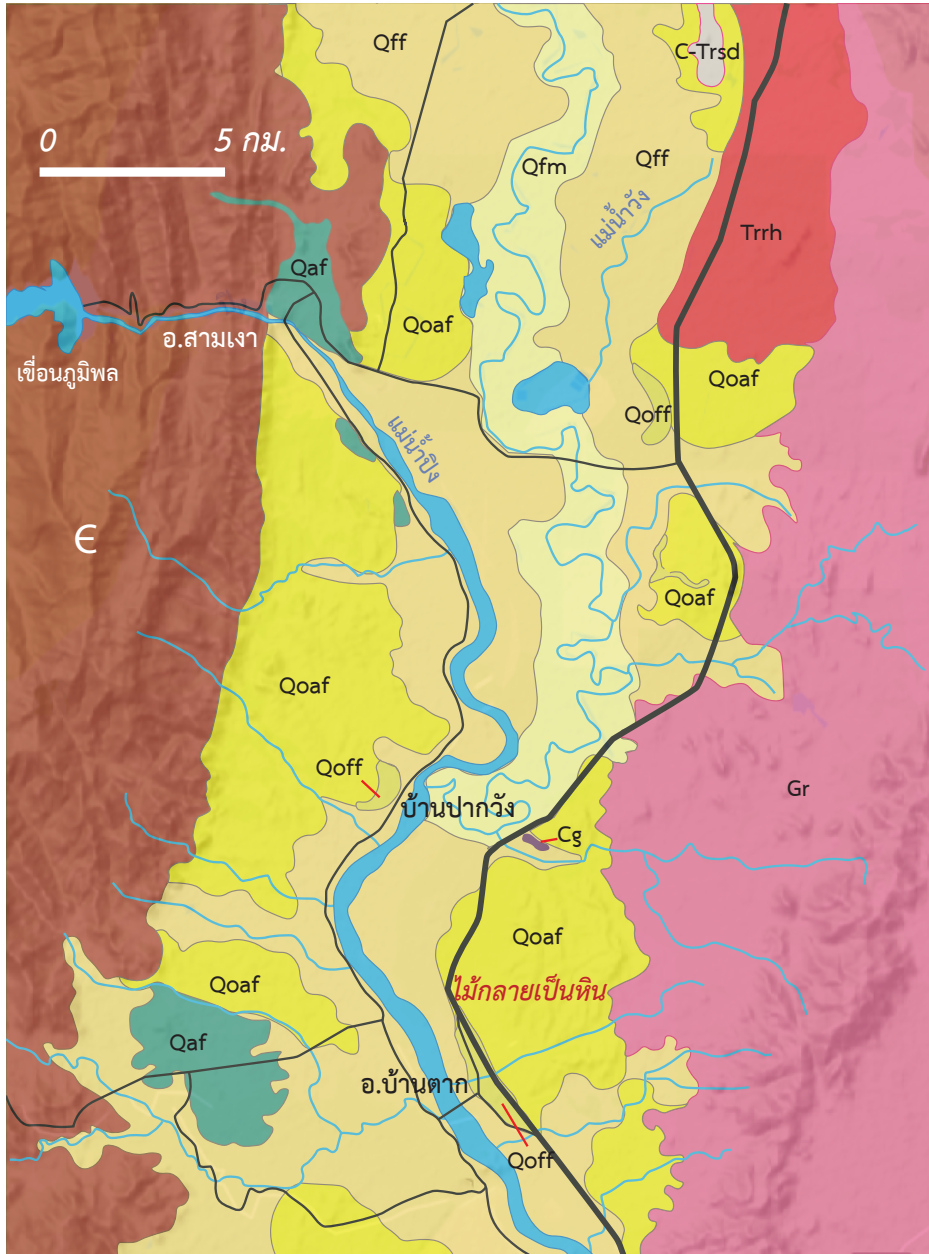 Qff
C-Trsd
0 5 กม.
Qfm
Qff
แม่น้ำวัง
Trrh
Qaf
Qoaf
อ.สามเงา
เขื่อนภูมิพล
Qoaf
Qoff
แม่น้ำปิง
Є
Qoaf
Qoaf
Qoff
Gr
บ้านปากวัง
Cg
Qoaf
Qoaf
ไม้กลายเป็นหิน
Qaf
อ.บ้านตาก
Qoff